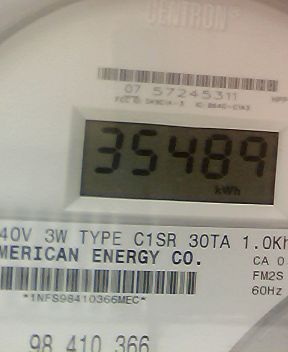 CENTRON®
07 57245311
35489
kWh
40V 3W TYPE C1SR 30TA 1.0Kh
MERICAN ENERGY CO.
CA 0
FM2S
60Hz
*1NFS98410366MEC*
98 410 366